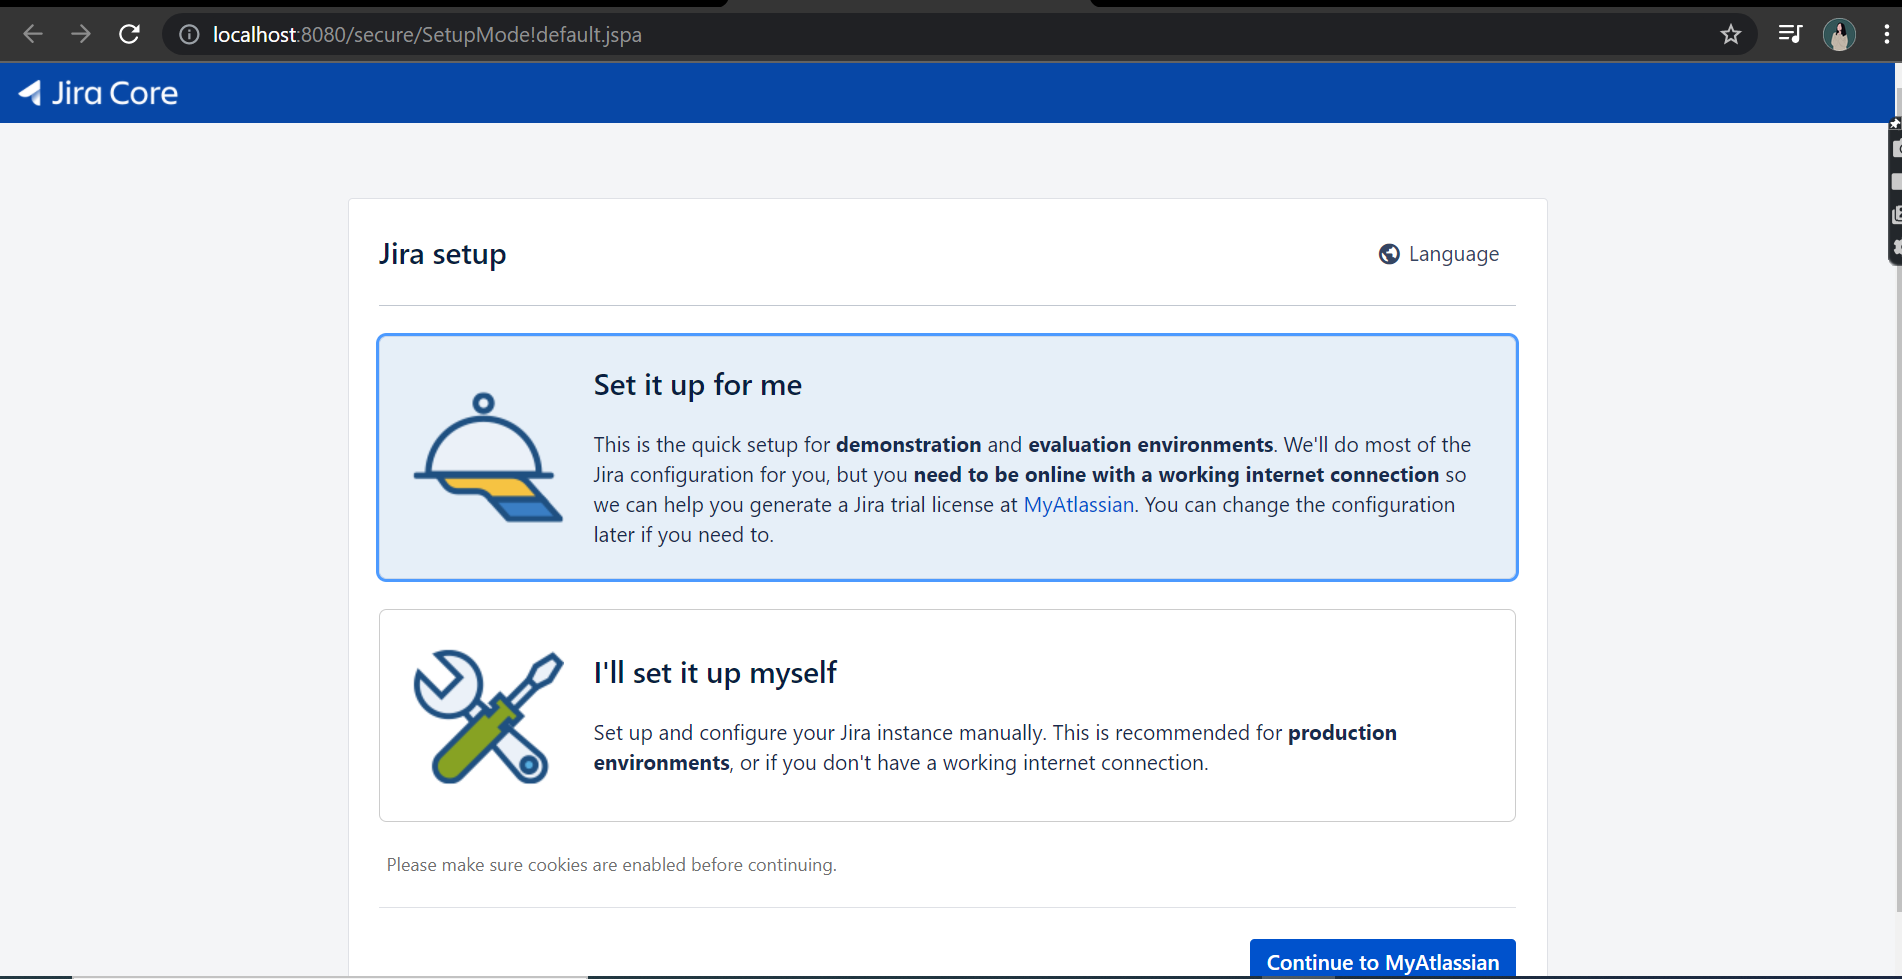 localhost:8080/secure/SetupMode!default.jspa
Jira Core
Jira setup
Language
Set it up for me
This is the quick setup for demonstration and evaluation environments. We'll do most of the
Jira configuration for you, but you need to be online with a working internet connection so
we can help you generate a Jira trial license at MyAtlassian. You can change the configuration
later if you need to.
I'll set it up myself
Set up and configure your Jira instance manually. This is recommended for production
environments, or if you don't have a working internet connection.
Please make sure cookies are enabled before continuing.
Continue to MyAtlassian